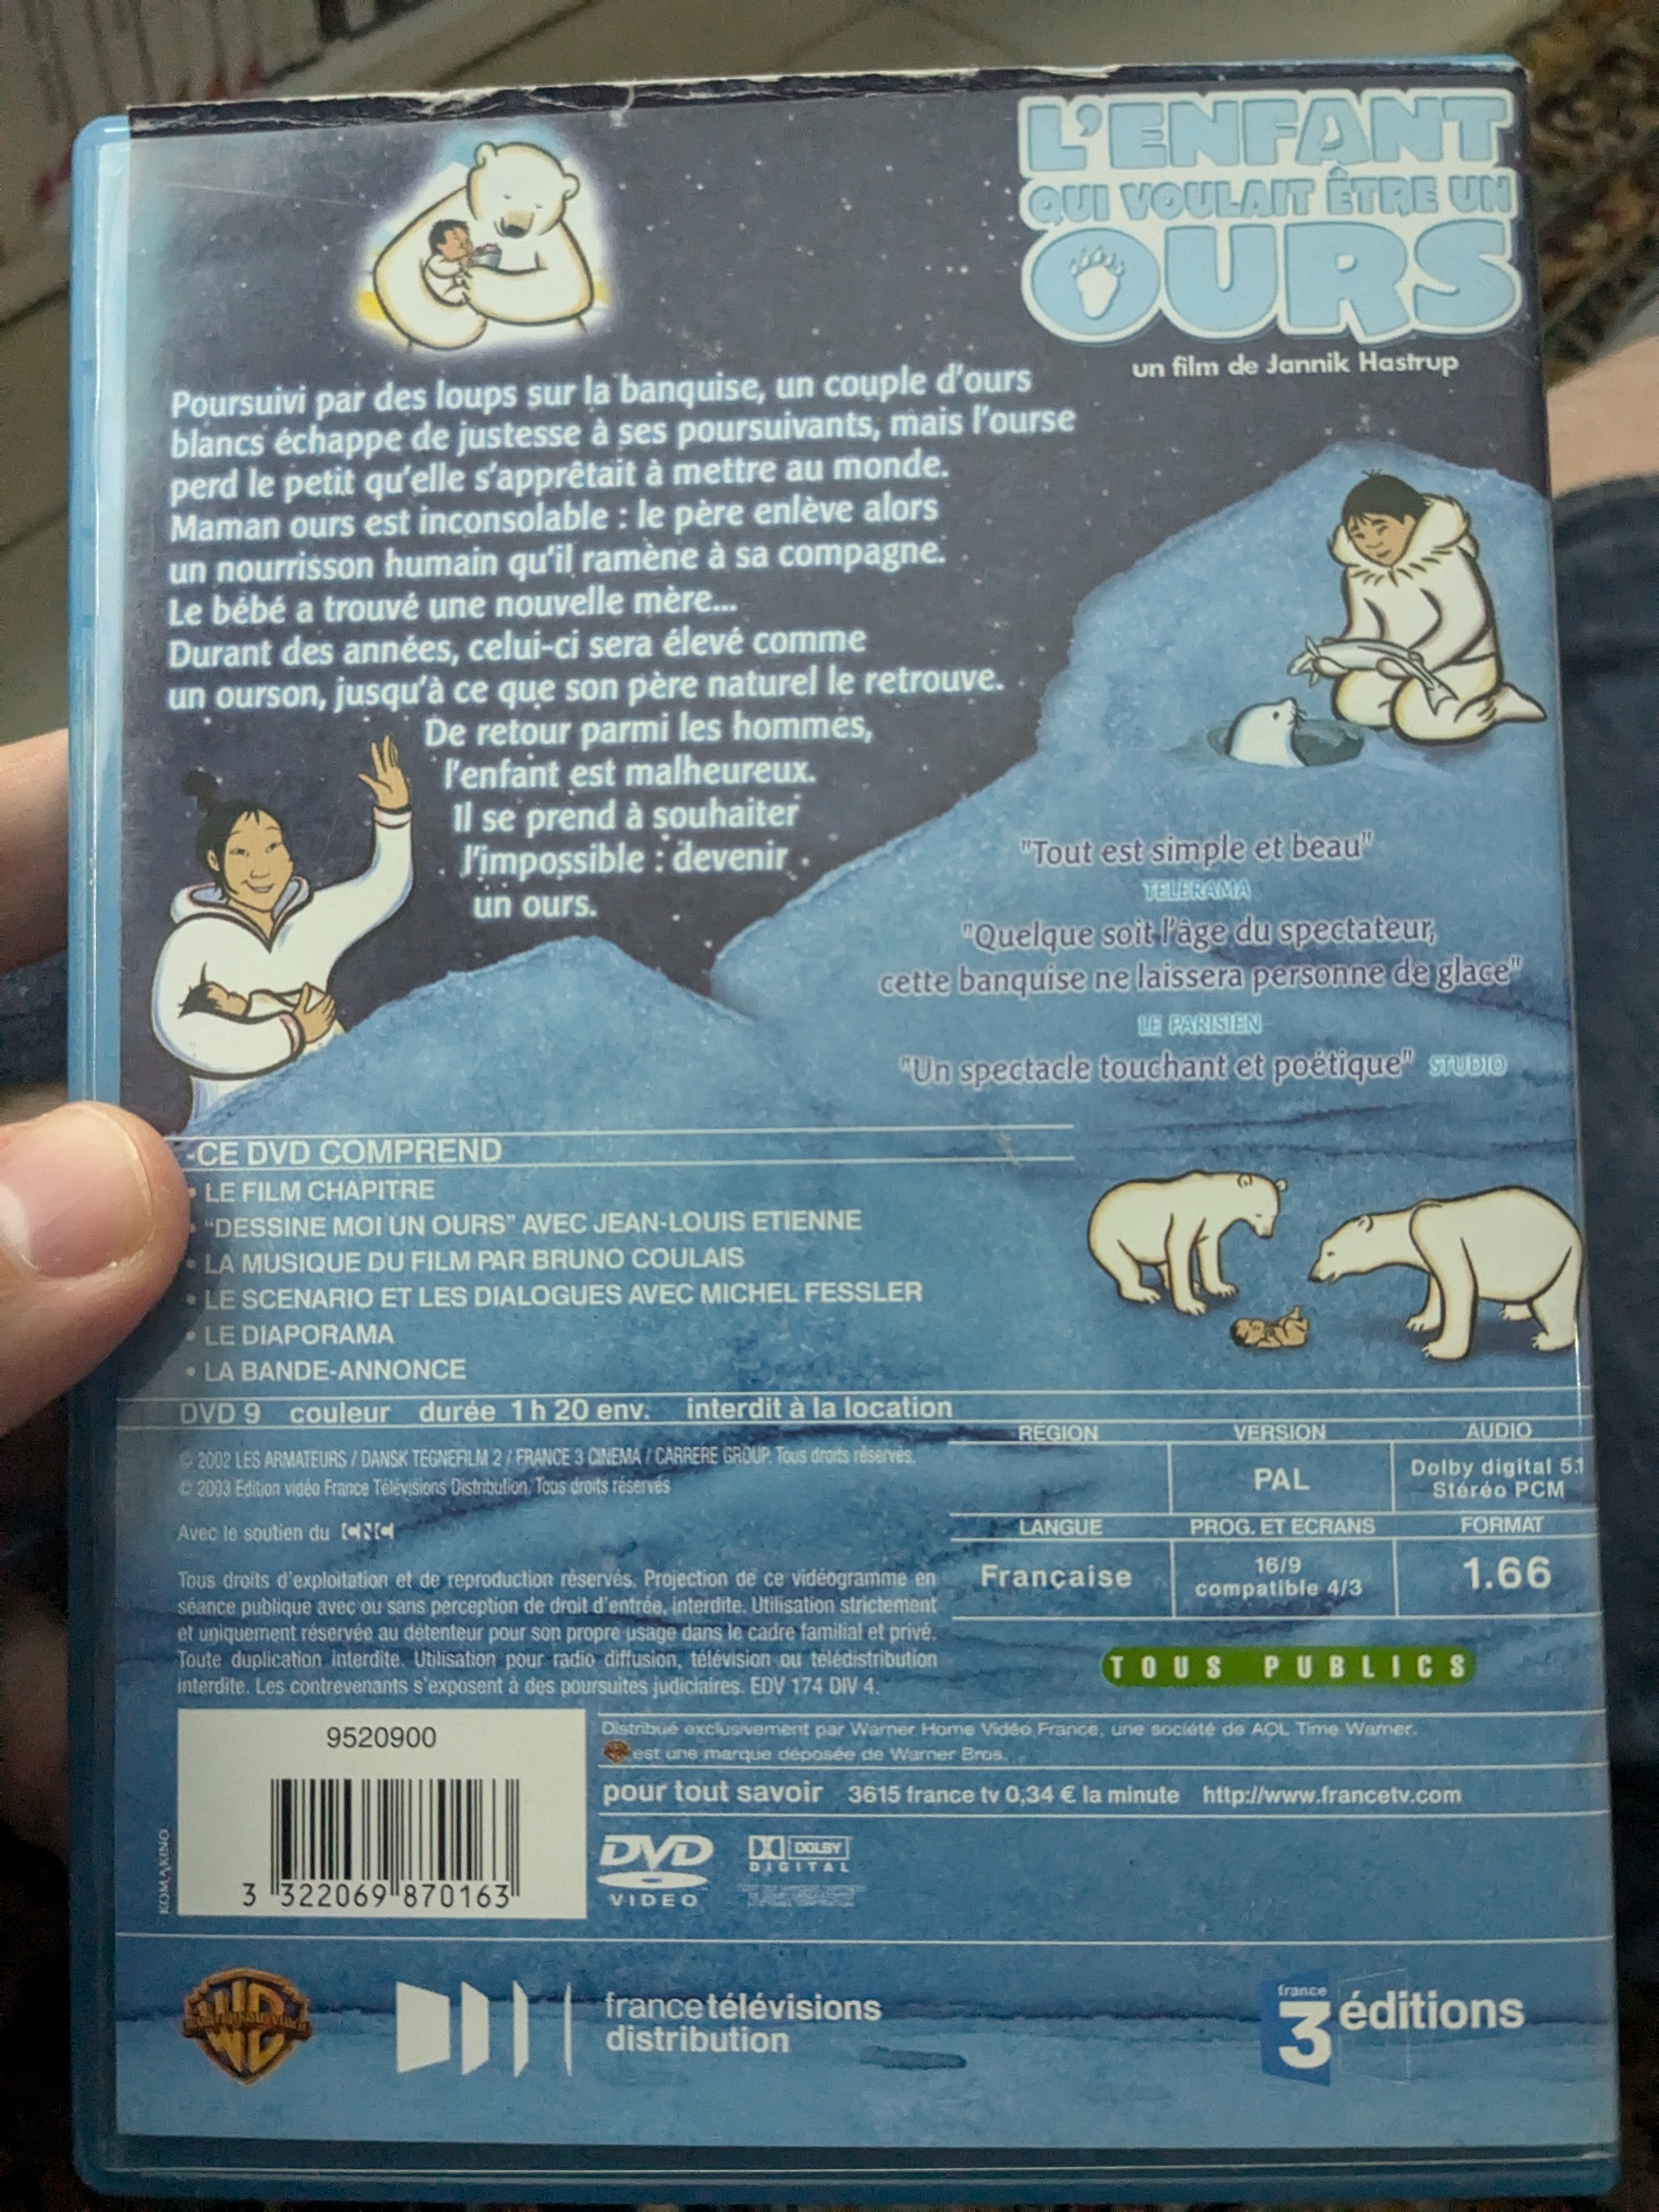 L'ENFANT
QUI VOULAIT ÊTRE UN
OURS
un film de Jannik Hastrup
Poursuivi par des loups sur la banquise, un couple d'ours
blancs échappe de justesse à ses poursuivants, mais l'ourse
perd le petit qu'elle s'apprêtait à mettre au monde.
Maman ours est inconsolable : le père enlève alors
un nourrisson humain qu'il ramène à sa compagne.
Le bébé a trouvé une nouvelle mère...
Durant des années, celui-ci sera élevé comme
un ourson, jusqu'à ce que son père naturel le retrouve.
De retour parmi les hommes,
l'enfant est malheureux.
Il se prend à souhaiter
l'impossible : devenir
un ours.
"Tout est simple et beau"
TELERAMA
"Quelque soit l'âge du spectateur,
cette banquise ne laissera personne de glace"
LE PARISIEN
"Un spectacle touchant et poétique" STUDIO
-CE DVD COMPREND
• LE FILM CHAPITRE
• "DESSINE MOI UN OURS" AVEC JEAN-LOUIS ETIENNE
• LA MUSIQUE DU FILM PAR BRUNO COULAIS
• LE SCENARIO ET LES DIALOGUES AVEC MICHEL FESSLER
• LE DIAPORAMA
• LA BANDE-ANNONCE
DVD 9 couleur durée 1 h 20 env. interdit à la location
© 2002 LES ARMATEURS / DANSK TEGNEFILM 2 / FRANCE 3 CINEMA / CARRERE GROUP. Tous droits réservés.
© 2003 Edition vidéo France Télévisions Distribution. Tous droits réservés
Avec le soutien du CNC
Tous droits d'exploitation et de reproduction réservés. Projection de ce vidéogramme en
séance publique avec ou sans perception de droit d'entrée, interdite. Utilisation strictement
et uniquement réservée au détenteur pour son propre usage dans le cadre familial et privé.
Toute duplication interdite. Utilisation pour radio diffusion, télévision ou télédistribution
interdite. Les contrevenants s'exposent à des poursuites judiciaires. EDV 174 DIV 4.
REGION VERSION AUDIO
PAL
Dolby digital 5.1
Stéréo PCM
LANGUE PROG. ET ECRANS FORMAT
Française
16/9
compatible 4/3
1.66
TOUS PUBLICS
9520900
3 322069 870163
KOMAKINO
Distribué exclusivement par Warner Home Vidéo France, une société de AOL Time Warner.
est une marque déposée de Warner Bros.
pour tout savoir 3615 france tv 0,34 € la minute http://www.francetv.com
DVD
VIDEO
DOLBY
DIGITAL
WB
francetélévisions
distribution
france
3 éditions